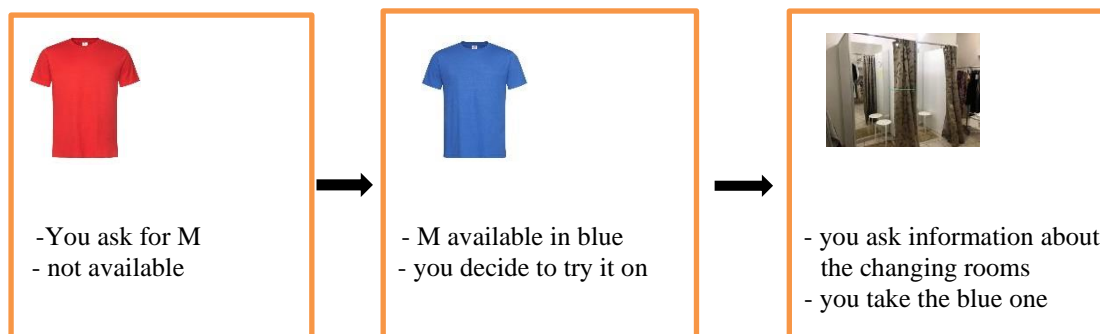 -You ask for M
- not available
- M available in blue
- you decide to try it on
- you ask information about
the changing rooms
- you take the blue one